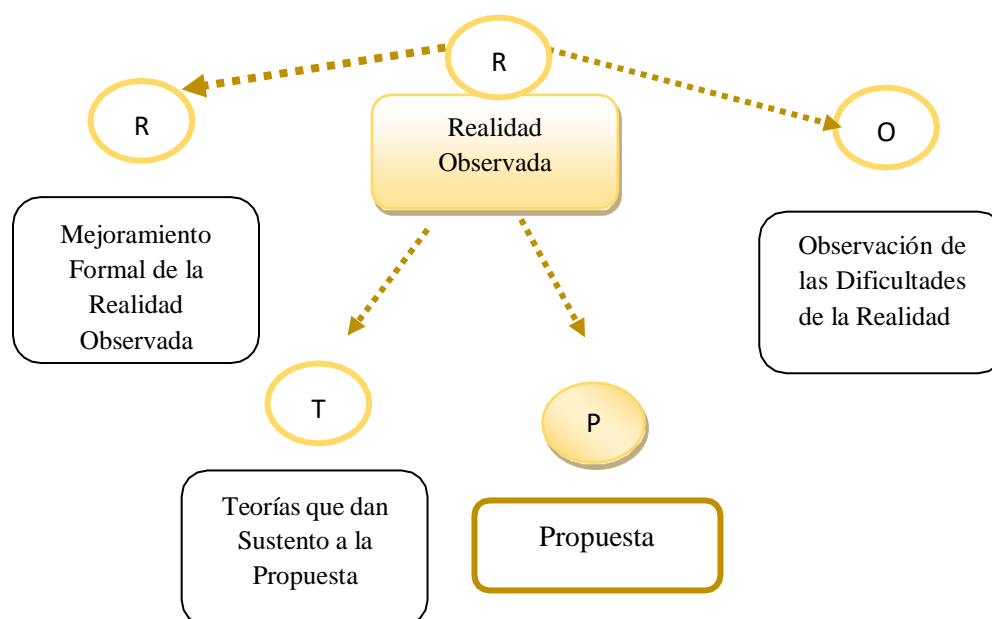 R
Realidad
Observada
R
Mejoramiento
Formal de la
Realidad
Observada
O
Observación de
las Dificultades
de la Realidad
T
Teorías que dan
Sustento a la
Propuesta
P
Propuesta